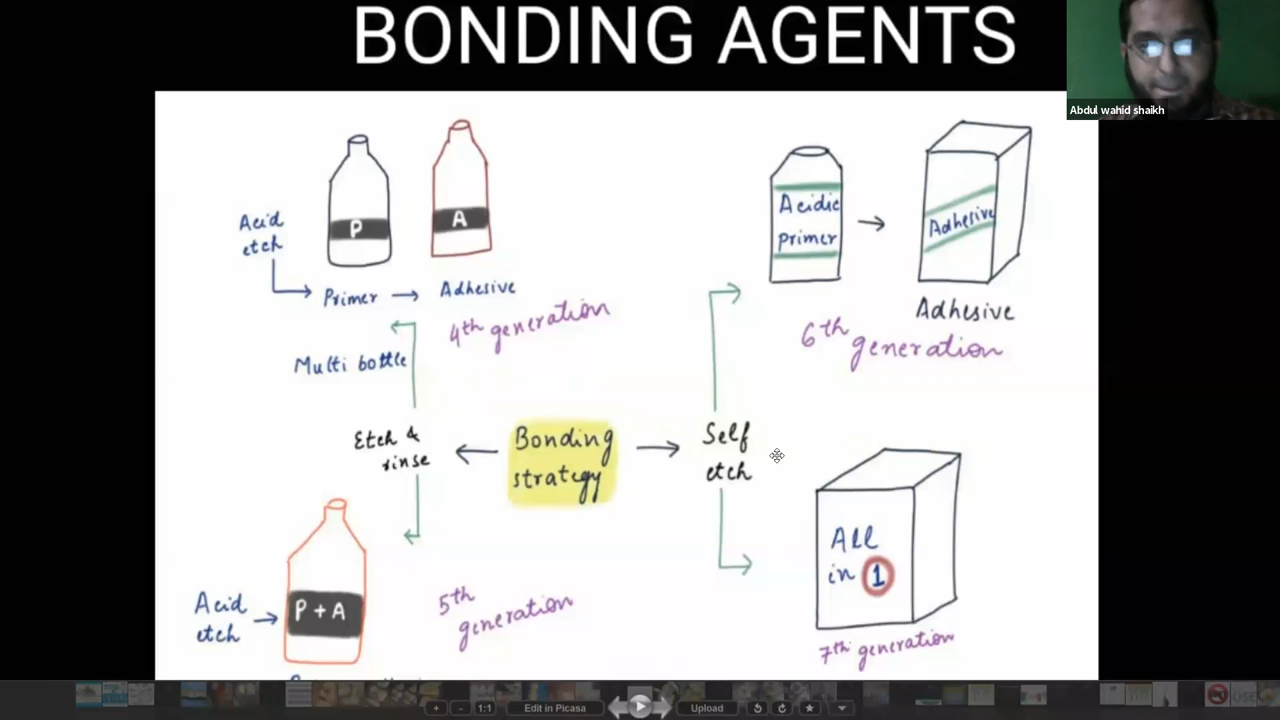 BONDING AGENTS
Abdul wahid shaikh
Acid
etch
P
A
Primer → Adhesive
4th generation
Multi bottle
Acidic
primer
→
Adhesive
Adhesive
6th
generation
Etch &
rinse
←
Bonding
strategy
→
Self
etch
Acid
etch
→
P + A
5th
generation
All
in 1
7th generation
1:1
Edit in Picasa
Upload